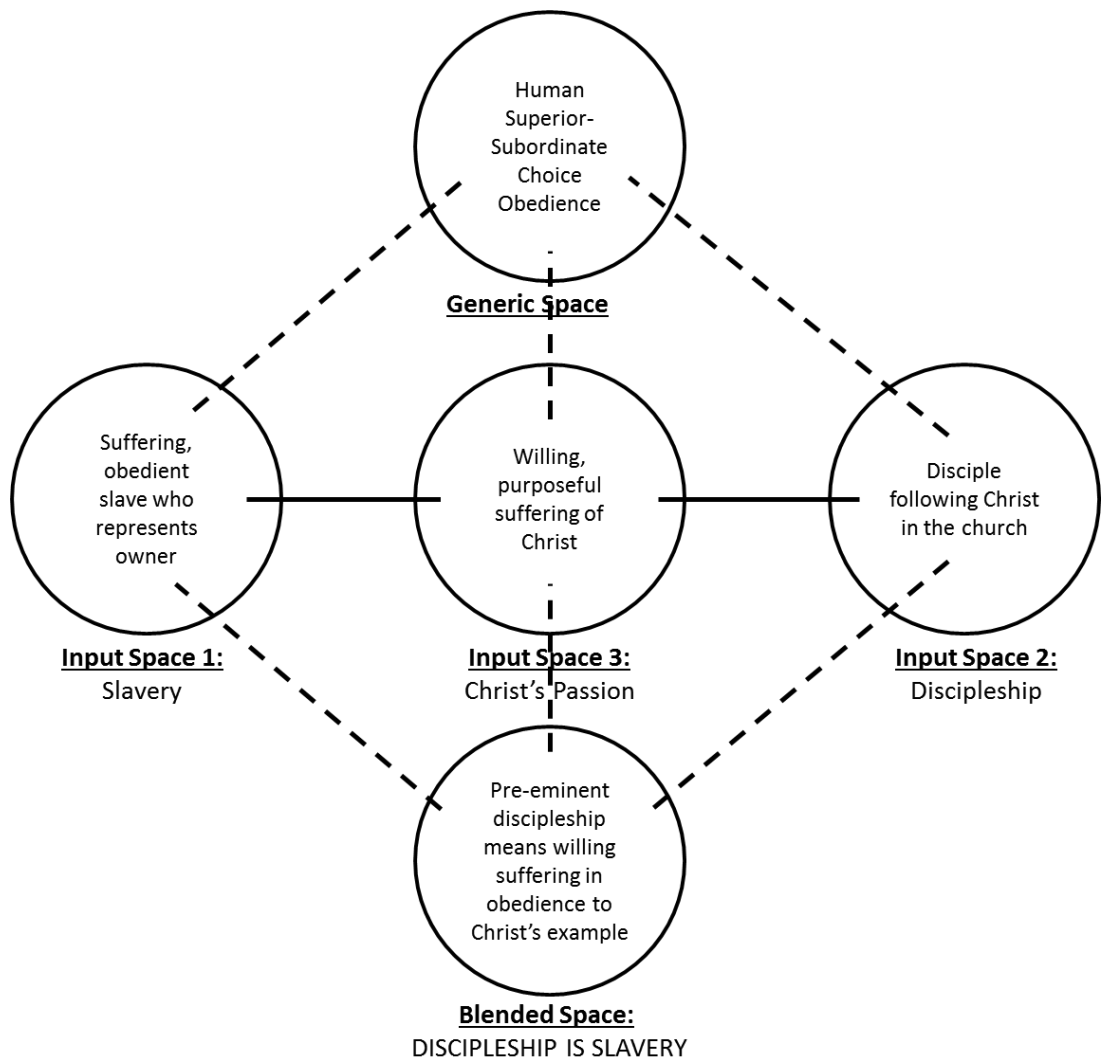 Human
Superior-
Subordinate
Choice
Obedience
Generic Space
Suffering,
obedient
slave who
represents
owner
Input Space 1:
Slavery
Willing,
purposeful
suffering of
Christ
Input Space 3:
Christ’s Passion
Disciple
following Christ
in the church
Input Space 2:
Discipleship
Pre-eminent
discipleship
means willing
suffering in
obedience to
Christ’s example
Blended Space:
DISCIPLESHIP IS SLAVERY